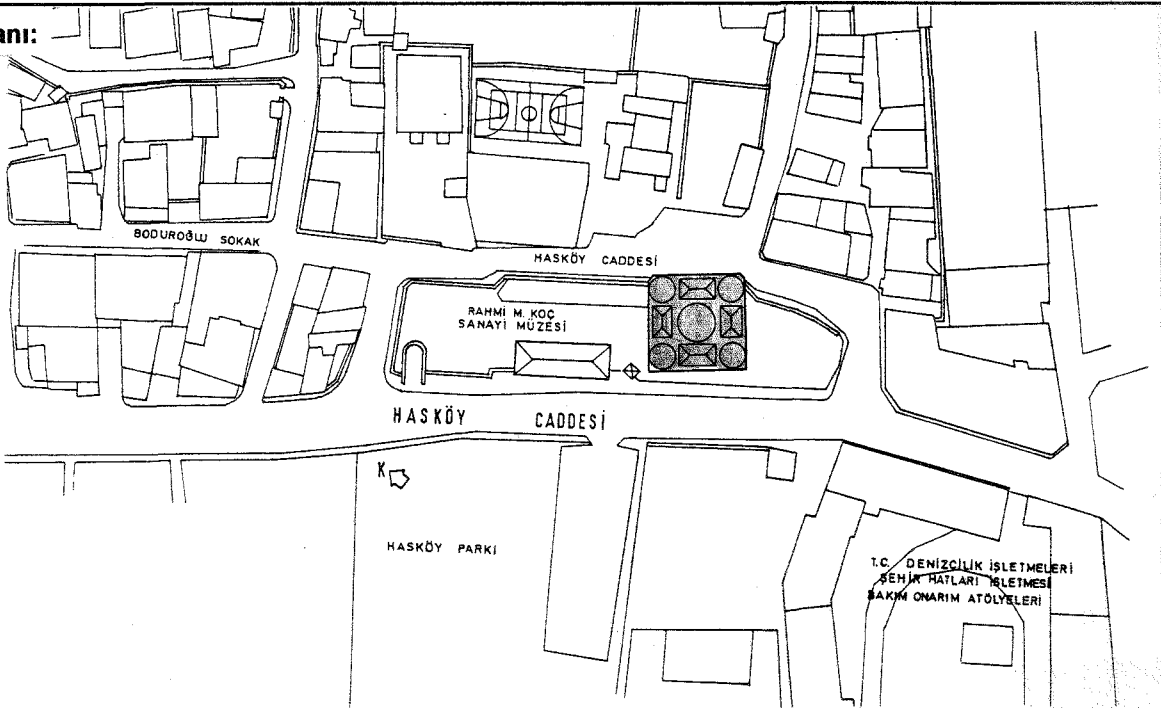 anı:
BODUROĞLU SOKAK
HASKÖY CADDESİ
RAHMİ M. KOÇ
SANAYİ MÜZESİ
HASKÖY CADDESİ
K
HASKÖY PARKI
T.C. DENİZCİLİK İŞLETMELERİ
ŞEHİR HATLARI İŞLETMESİ
BAKIM ONARIM ATÖLYELERİ